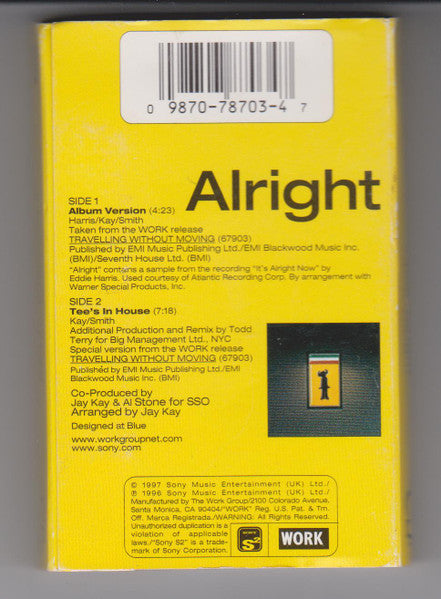 0 9870-78703-4 7
Alright
SIDE 1
Album Version (4:23)
Harris/Kay/Smith
Taken from the WORK release
TRAVELLING WITHOUT MOVING (67903)
Published by EMI Music Publishing Ltd./EMI Blackwood Music Inc.
(BMI)/Seventh House Ltd. (BMI)
"Alright" contains a sample from the recording "It's Alright Now" by
Eddie Harris. Used courtesy of Atlantic Recording Corp. By arrangement with
Warner Special Products, Inc.
SIDE 2
Tee's In House (7:18)
Kay/Smith
Additional Production and Remix by Todd
Terry for Big Management Ltd., NYC
Special version from the WORK release
TRAVELLING WITHOUT MOVING (67903)
Published by EMI Music Publishing Ltd./EMI
Blackwood Music Inc. (BMI)
Co-Produced by
Jay Kay & Al Stone for SSO
Arranged by Jay Kay
Designed at Blue
www.workgroupnet.com
www.sony.com
© 1997 Sony Music Entertainment (UK) Ltd./
℗ 1996 Sony Music Entertainment (UK) Ltd./
Manufactured by The Work Group/2100 Colorado Avenue,
Santa Monica, CA 90404/"WORK" Reg. U.S. Pat. & Tm.
Off. Marca Registrada./WARNING: All Rights Reserved.
Unauthorized duplication is a
violation of applicable
laws./"Sony S2" is a trade-
mark of Sony Corporation.
SONY
S2
WORK